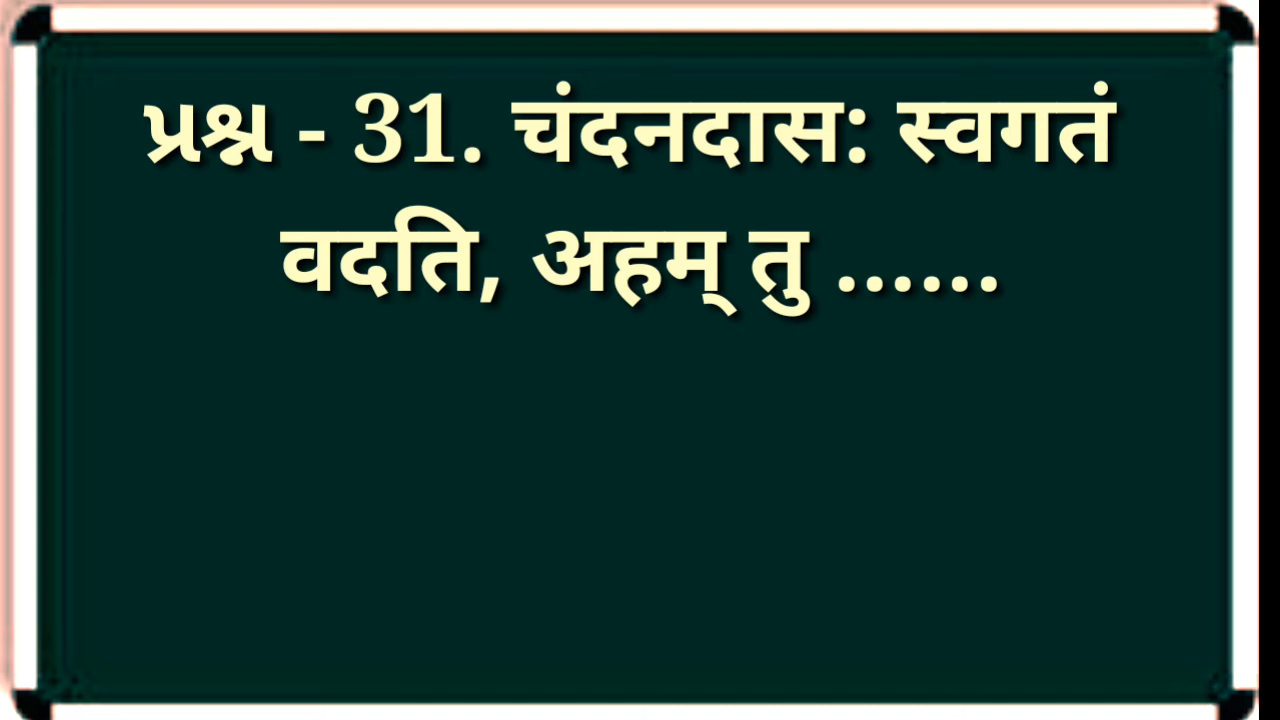 प्रश्न - 31. चंदनदास: स्वगतं
वदति, अहम् तु ......